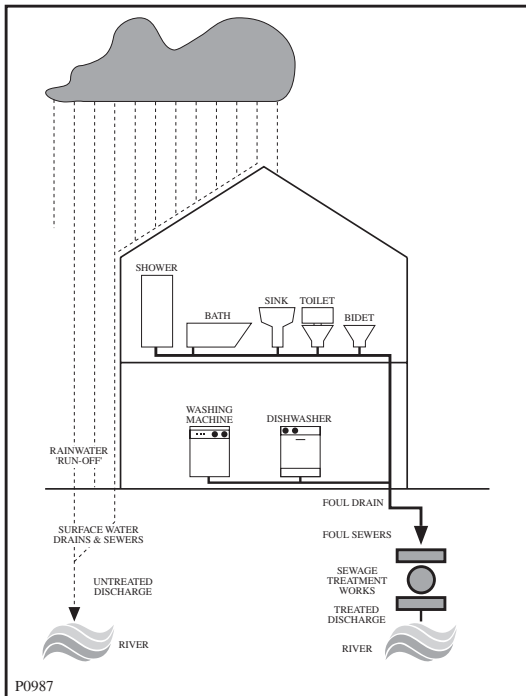 SHOWER
BATH
SINK
TOILET
BIDET
WASHING
MACHINE
DISHWASHER
RAINWATER
'RUN-OFF'
FOUL DRAIN
SURFACE WATER
DRAINS & SEWERS
FOUL SEWERS
UNTREATED
DISCHARGE
SEWAGE
TREATMENT
WORKS
TREATED
DISCHARGE
RIVER
RIVER
P0987